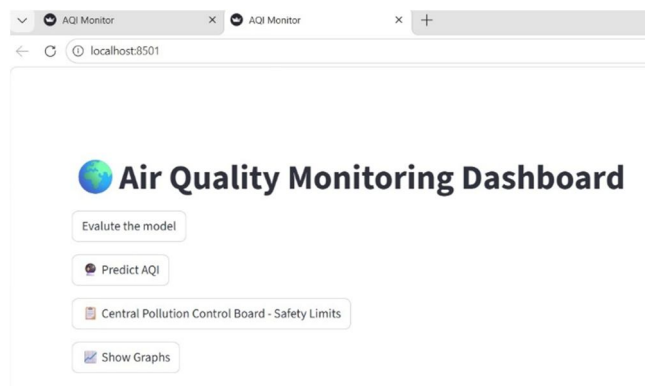 AQI Monitor
AQI Monitor
localhost:8501
Air Quality Monitoring Dashboard
Evalute the model
Predict AQI
Central Pollution Control Board - Safety Limits
Show Graphs